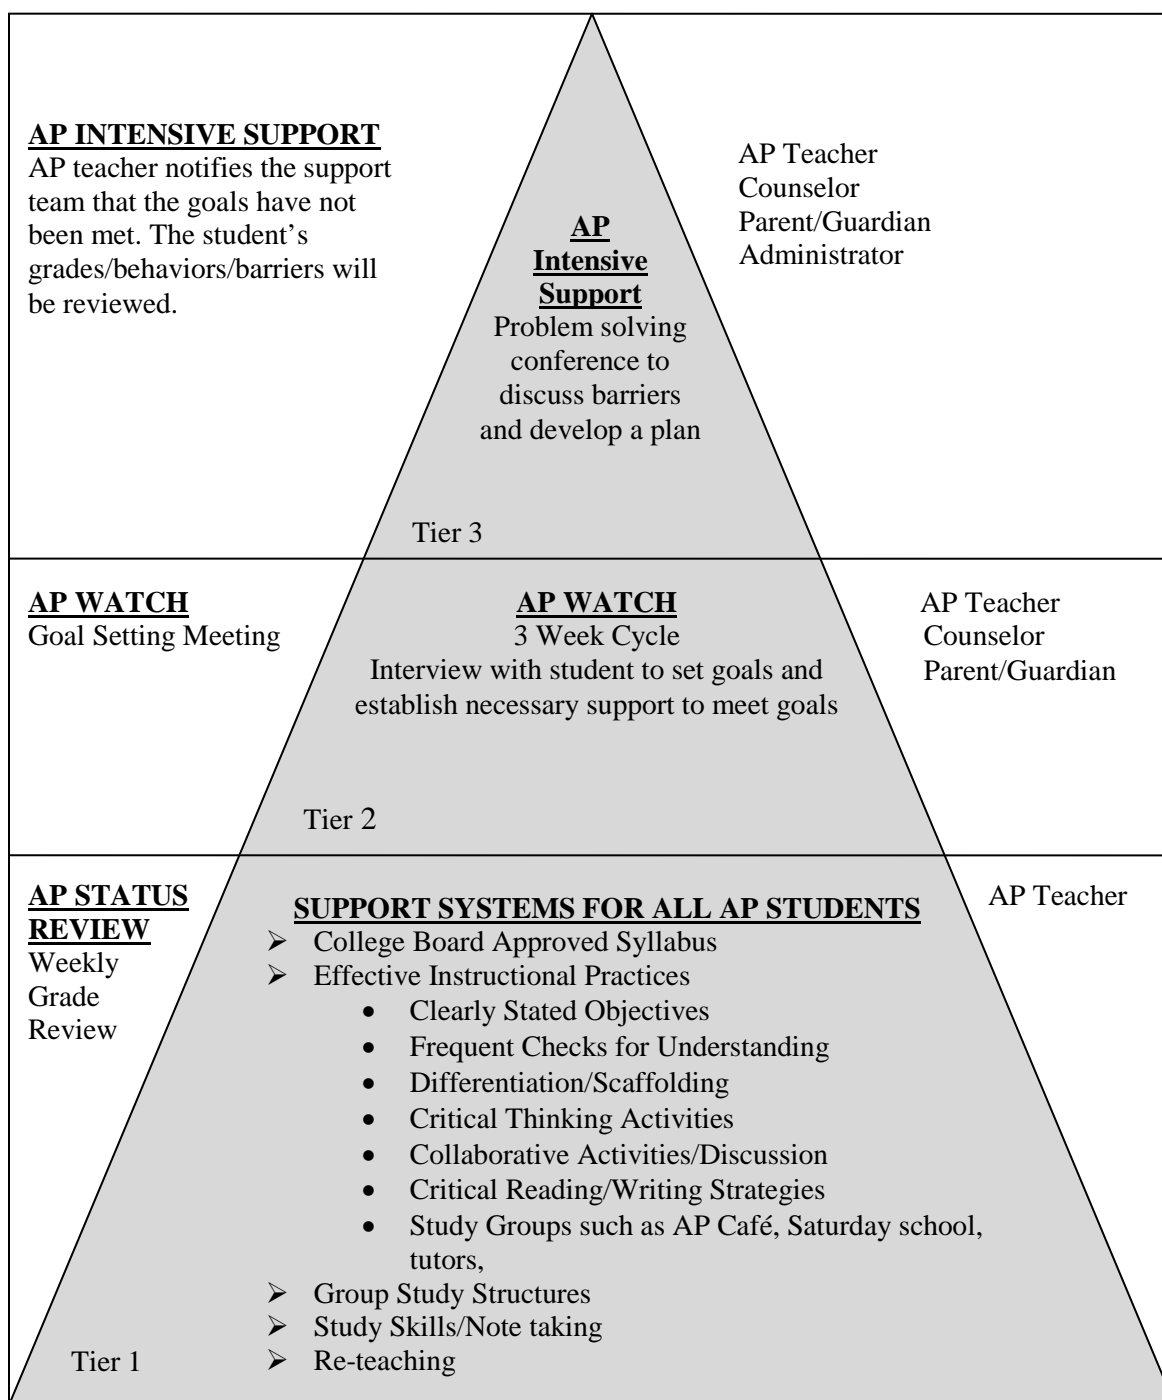 AP INTENSIVE SUPPORT
AP teacher notifies the support
team that the goals have not
been met. The student’s
grades/behaviors/barriers will
be reviewed.
AP
Intensive
Support
Problem solving
conference to
discuss barriers
and develop a plan
AP Teacher
Counselor
Parent/Guardian
Administrator
Tier 3
AP WATCH
Goal Setting Meeting
AP WATCH
3 Week Cycle
Interview with student to set goals and
establish necessary support to meet goals
AP Teacher
Counselor
Parent/Guardian
Tier 2
AP STATUS
REVIEW
Weekly
Grade
Review
SUPPORT SYSTEMS FOR ALL AP STUDENTS
➢ College Board Approved Syllabus
➢ Effective Instructional Practices
• Clearly Stated Objectives
• Frequent Checks for Understanding
• Differentiation/Scaffolding
• Critical Thinking Activities
• Collaborative Activities/Discussion
• Critical Reading/Writing Strategies
• Study Groups such as AP Café, Saturday school,
tutors,
➢ Group Study Structures
➢ Study Skills/Note taking
➢ Re-teaching
AP Teacher
Tier 1